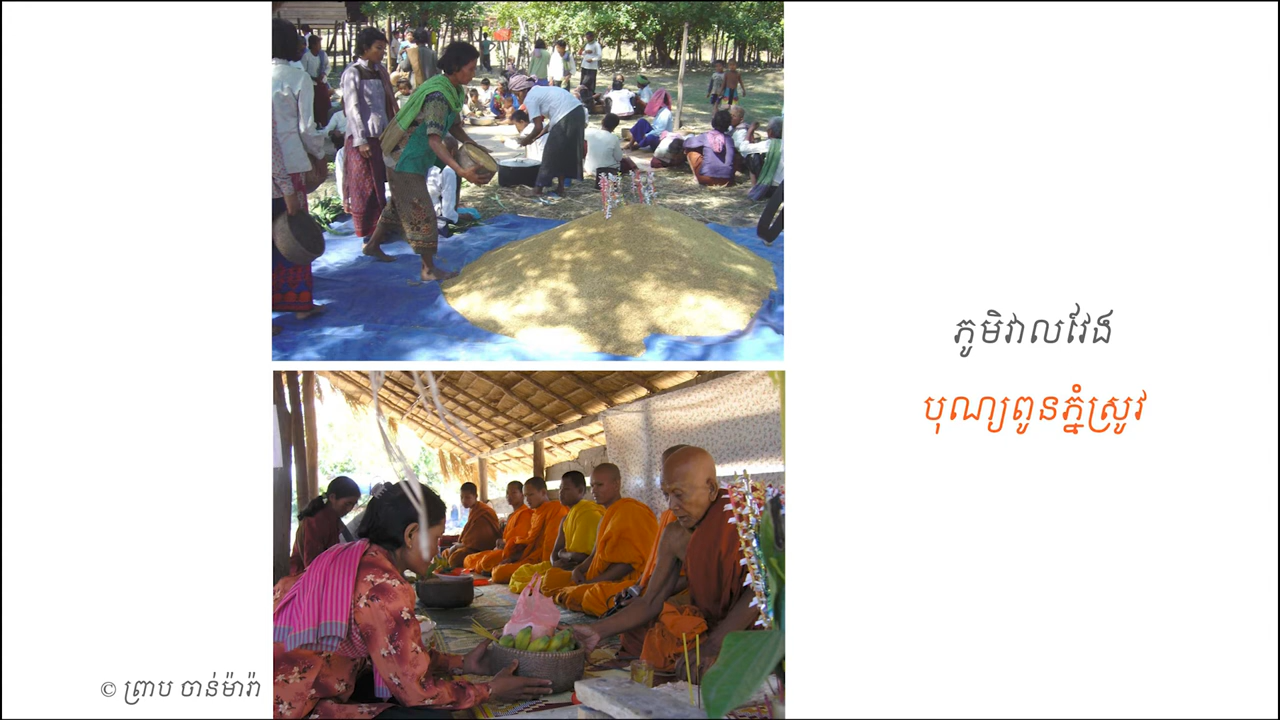 ភូមិវាលវែង
បុណ្យពូនភ្នំស្រូវ
© ព្រាប ចាន់ម៉ារ៉ា